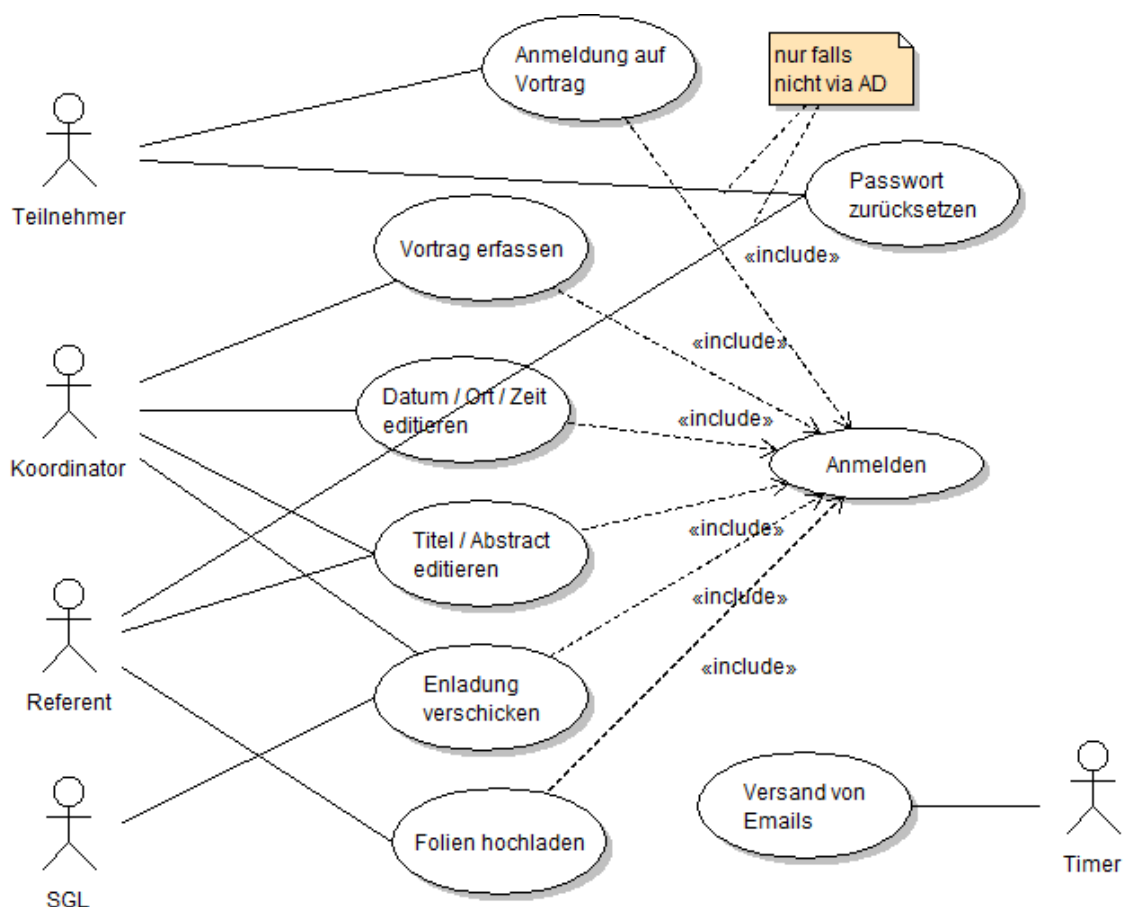 Anmeldung auf
Vortrag
nur falls
nicht via AD
Teilnehmer
Passwort
zurücksetzen
Vortrag erfassen
«include»
«include»
Datum / Ort / Zeit
editieren
«include»
Koordinator
Anmelden
Titel / Abstract
editieren
«include»
«include»
Referent
Enladung
verschicken
«include»
Versand von
Emails
Folien hochladen
Timer
SGL